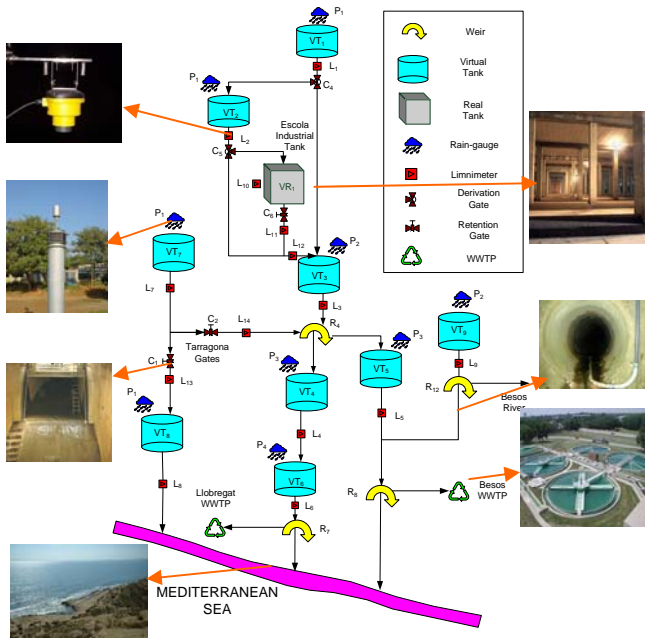 P1
VT1
L1
C4
P1
VT2
L2
C5
Escola
Industrial
Tank
VR1
L10
C6
L11
L12
P2
VT3
L3
P1
VT7
L7
C2
L14
Tarragona
Gates
R4
C1
L13
P1
VT8
L8
P3
VT4
L4
P4
VT6
L6
R7
Llobregat
WWTP
P3
VT5
L5
P2
VT9
L9
R12
Besos
River
R8
Besos
WWTP
MEDITERRANEAN
SEA
Weir
Virtual
Tank
Real
Tank
Rain-gauge
Limnimeter
Derivation
Gate
Retention
Gate
WWTP